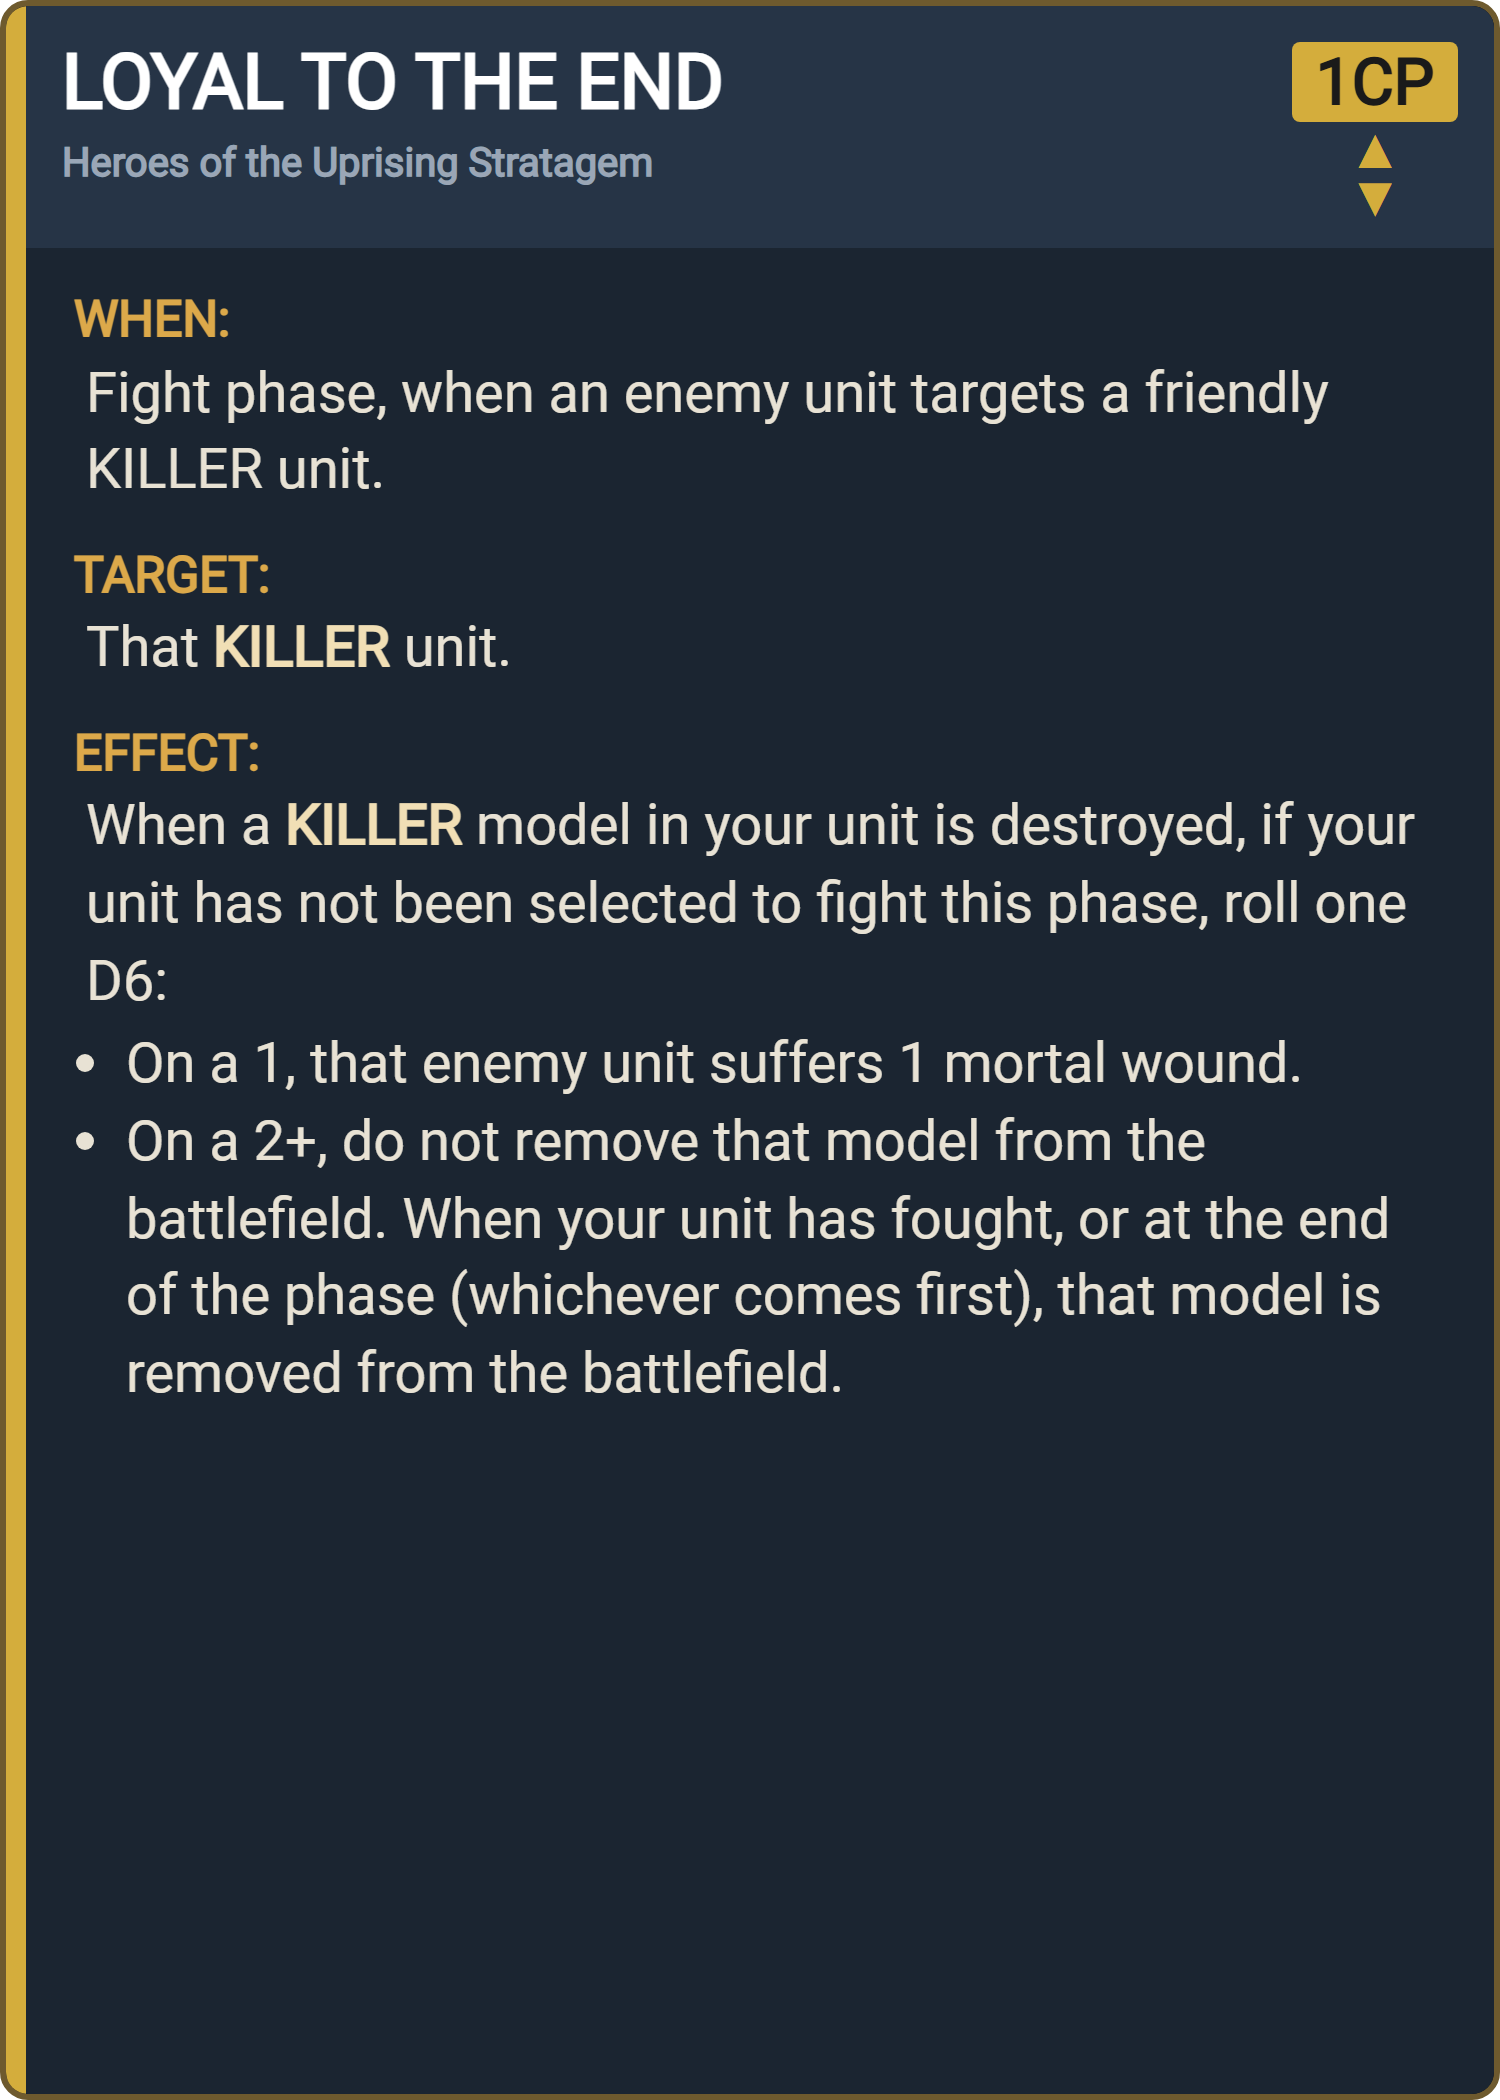 LOYAL TO THE END
1CP
Heroes of the Uprising Stratagem
▲
▼
WHEN:
Fight phase, when an enemy unit targets a friendly
KILLER unit.
TARGET:
That KILLER unit.
EFFECT:
When a KILLER model in your unit is destroyed, if your
unit has not been selected to fight this phase, roll one
D6:
• On a 1, that enemy unit suffers 1 mortal wound.
• On a 2+, do not remove that model from the
battlefield. When your unit has fought, or at the end
of the phase (whichever comes first), that model is
removed from the battlefield.